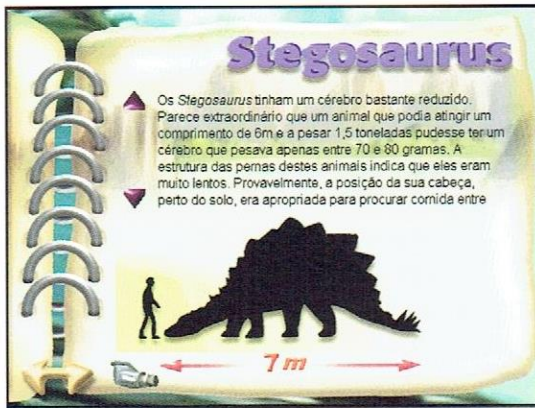 Stegosaurus
Os Stegosaurus tinham um cérebro bastante reduzido.
Parece extraordinário que um animal que podia atingir um
comprimento de 6m e a pesar 1,5 toneladas pudesse ter um
cérebro que pesava apenas entre 70 e 80 gramas. A
estrutura das pernas destes animais indica que eles eram
muito lentos. Provavelmente, a posição da sua cabeça,
perto do solo, era apropriada para procurar comida entre
7 m